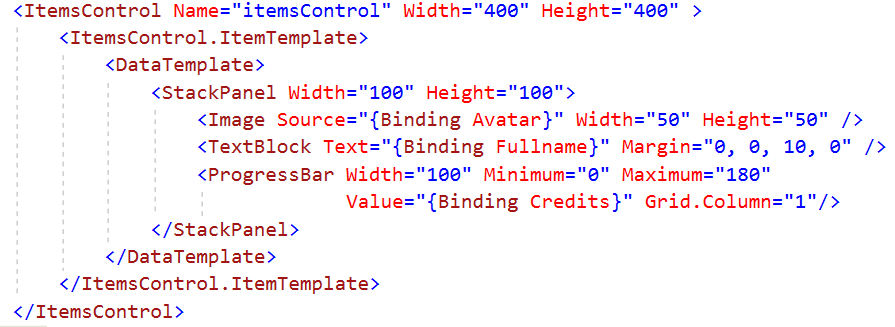 <ItemsControl Name="itemsControl" Width="400" Height="400" >
    <ItemsControl.ItemTemplate>
        <DataTemplate>
            <StackPanel Width="100" Height="100">
                <Image Source="{Binding Avatar}" Width="50" Height="50" />
                <TextBlock Text="{Binding Fullname}" Margin="0, 0, 10, 0" />
                <ProgressBar Width="100" Minimum="0" Maximum="180"
                             Value="{Binding Credits}" Grid.Column="1"/>
            </StackPanel>
        </DataTemplate>
    </ItemsControl.ItemTemplate>
</ItemsControl>